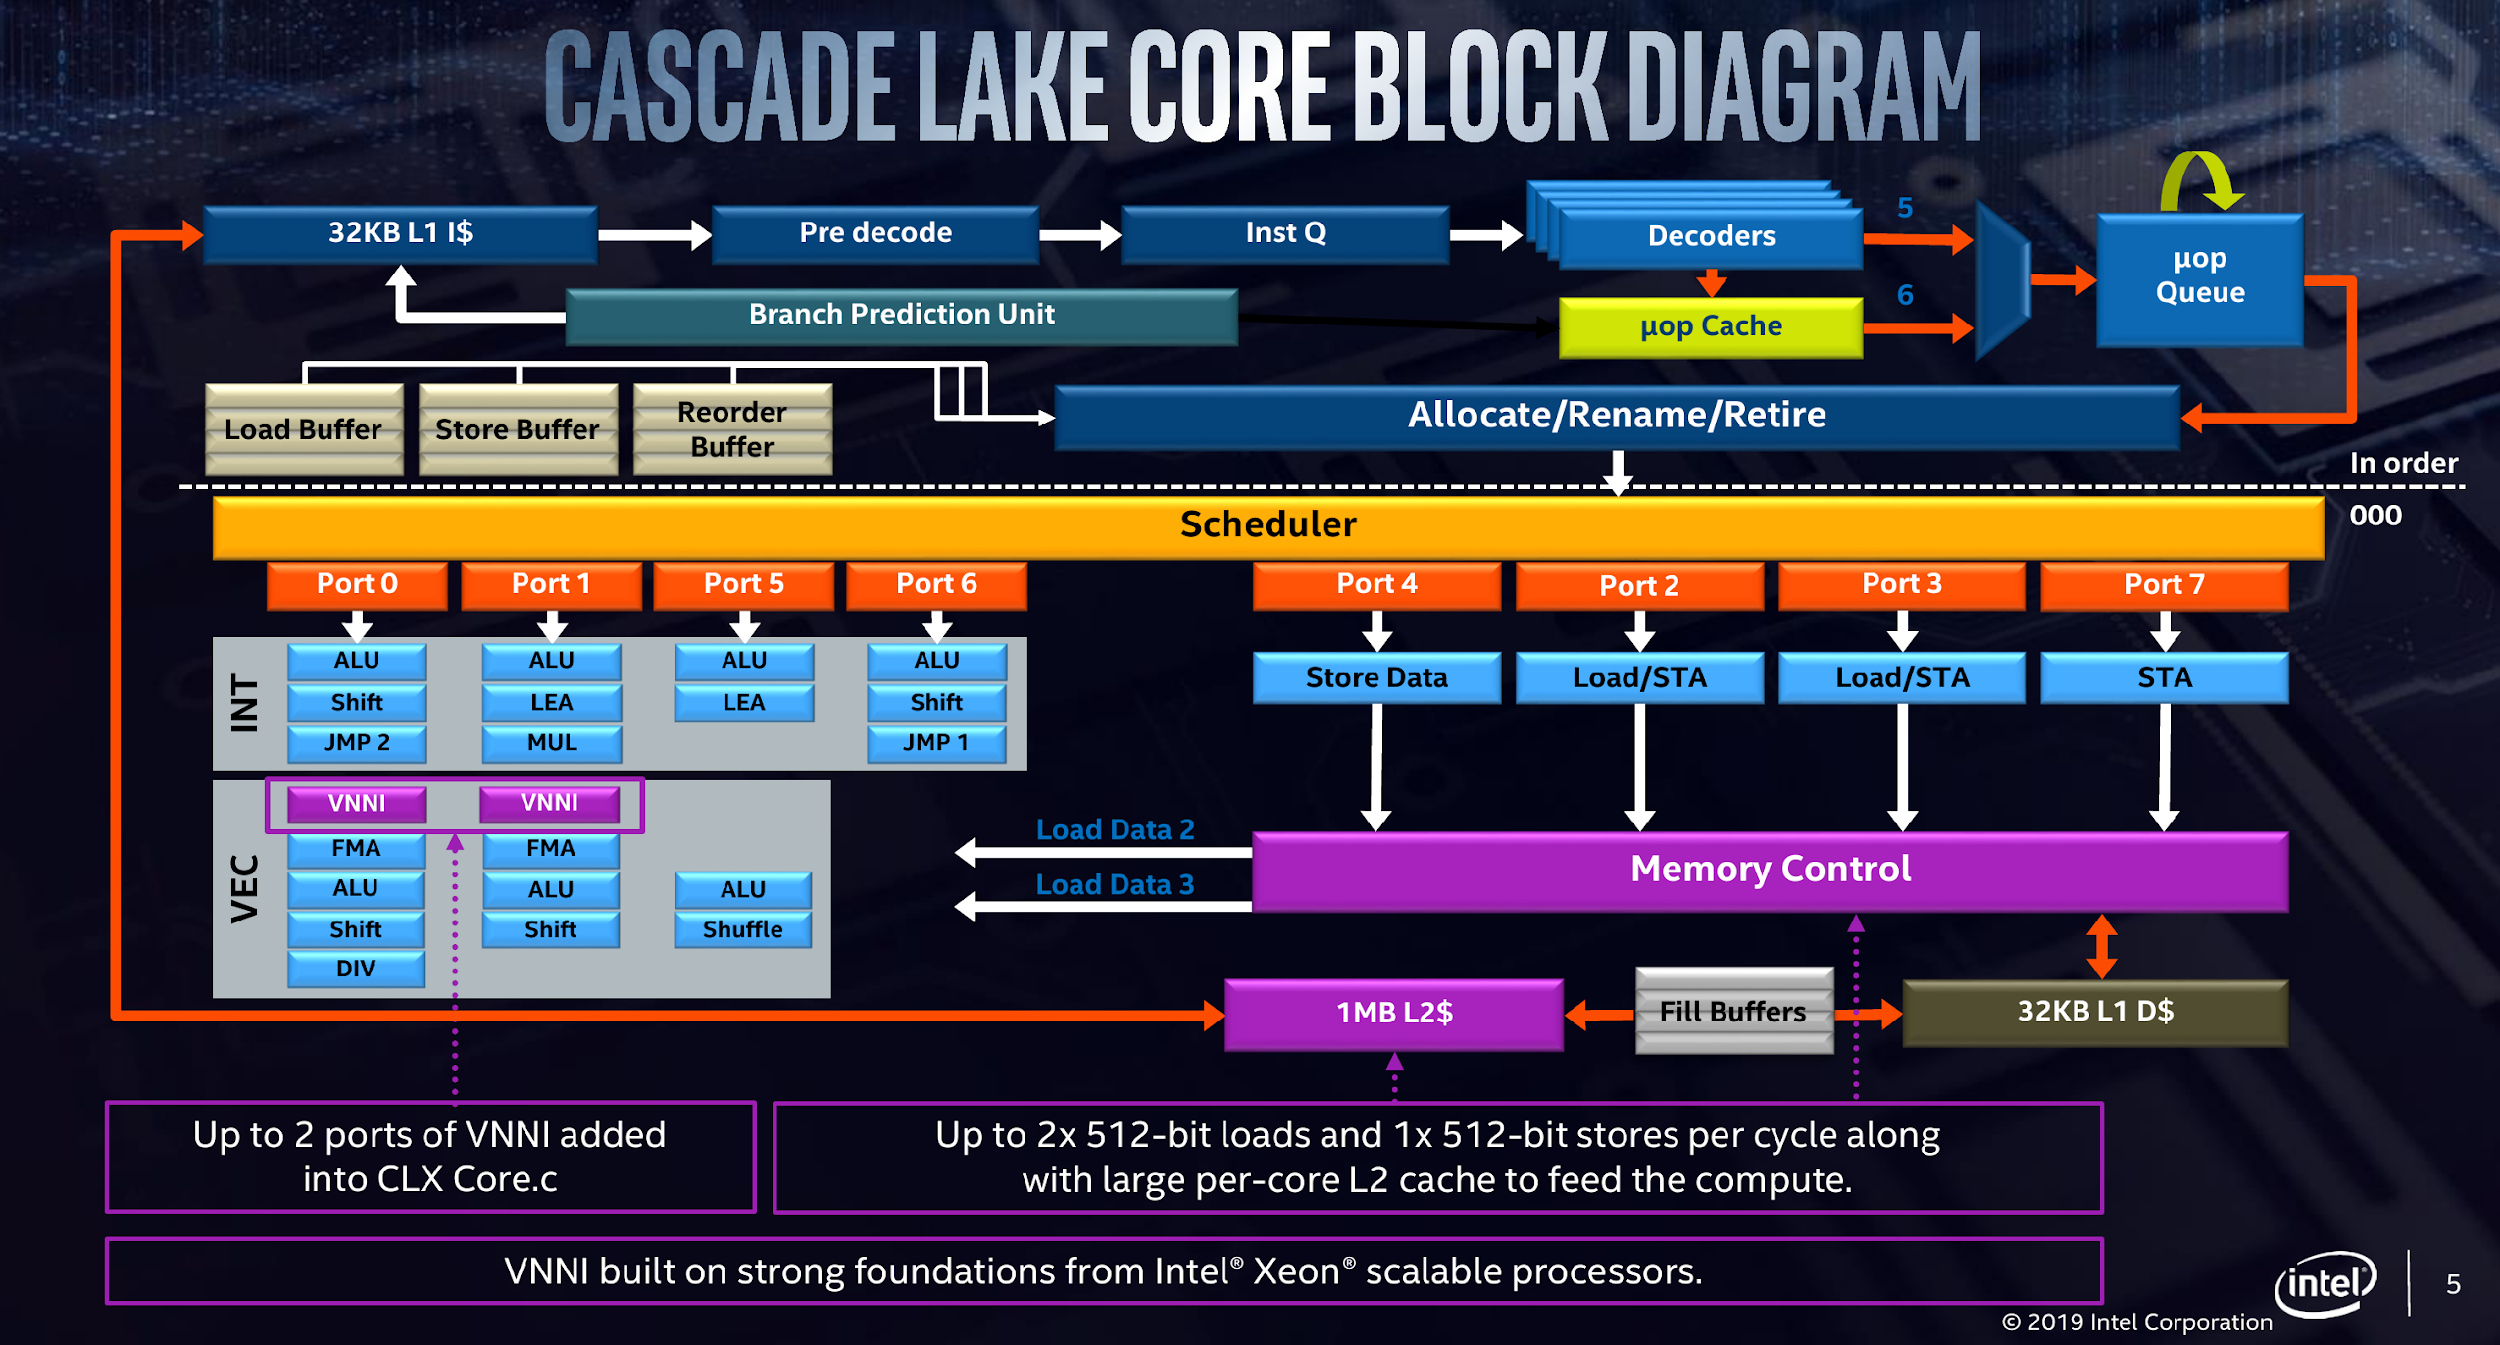 CASCADE LAKE CORE BLOCK DIAGRAM
32KB L1 I$
Pre decode
Inst Q
Decoders
5
µop
Queue
Branch Prediction Unit
µop Cache
6
Load Buffer
Store Buffer
Reorder
Buffer
Allocate/Rename/Retire
In order
OOO
Scheduler
Port 0
Port 1
Port 5
Port 6
Port 4
Port 2
Port 3
Port 7
INT
ALU
Shift
JMP 2
ALU
LEA
MUL
ALU
LEA
ALU
Shift
JMP 1
Store Data
Load/STA
Load/STA
STA
VEC
VNNI
FMA
ALU
Shift
DIV
VNNI
FMA
ALU
Shift
ALU
Shuffle
Load Data 2
Load Data 3
Memory Control
1MB L2$
Fill Buffers
32KB L1 D$
Up to 2 ports of VNNI added
into CLX Core.c
Up to 2x 512-bit loads and 1x 512-bit stores per cycle along
with large per-core L2 cache to feed the compute.
VNNI built on strong foundations from Intel® Xeon® scalable processors.
intel
5
© 2019 Intel Corporation